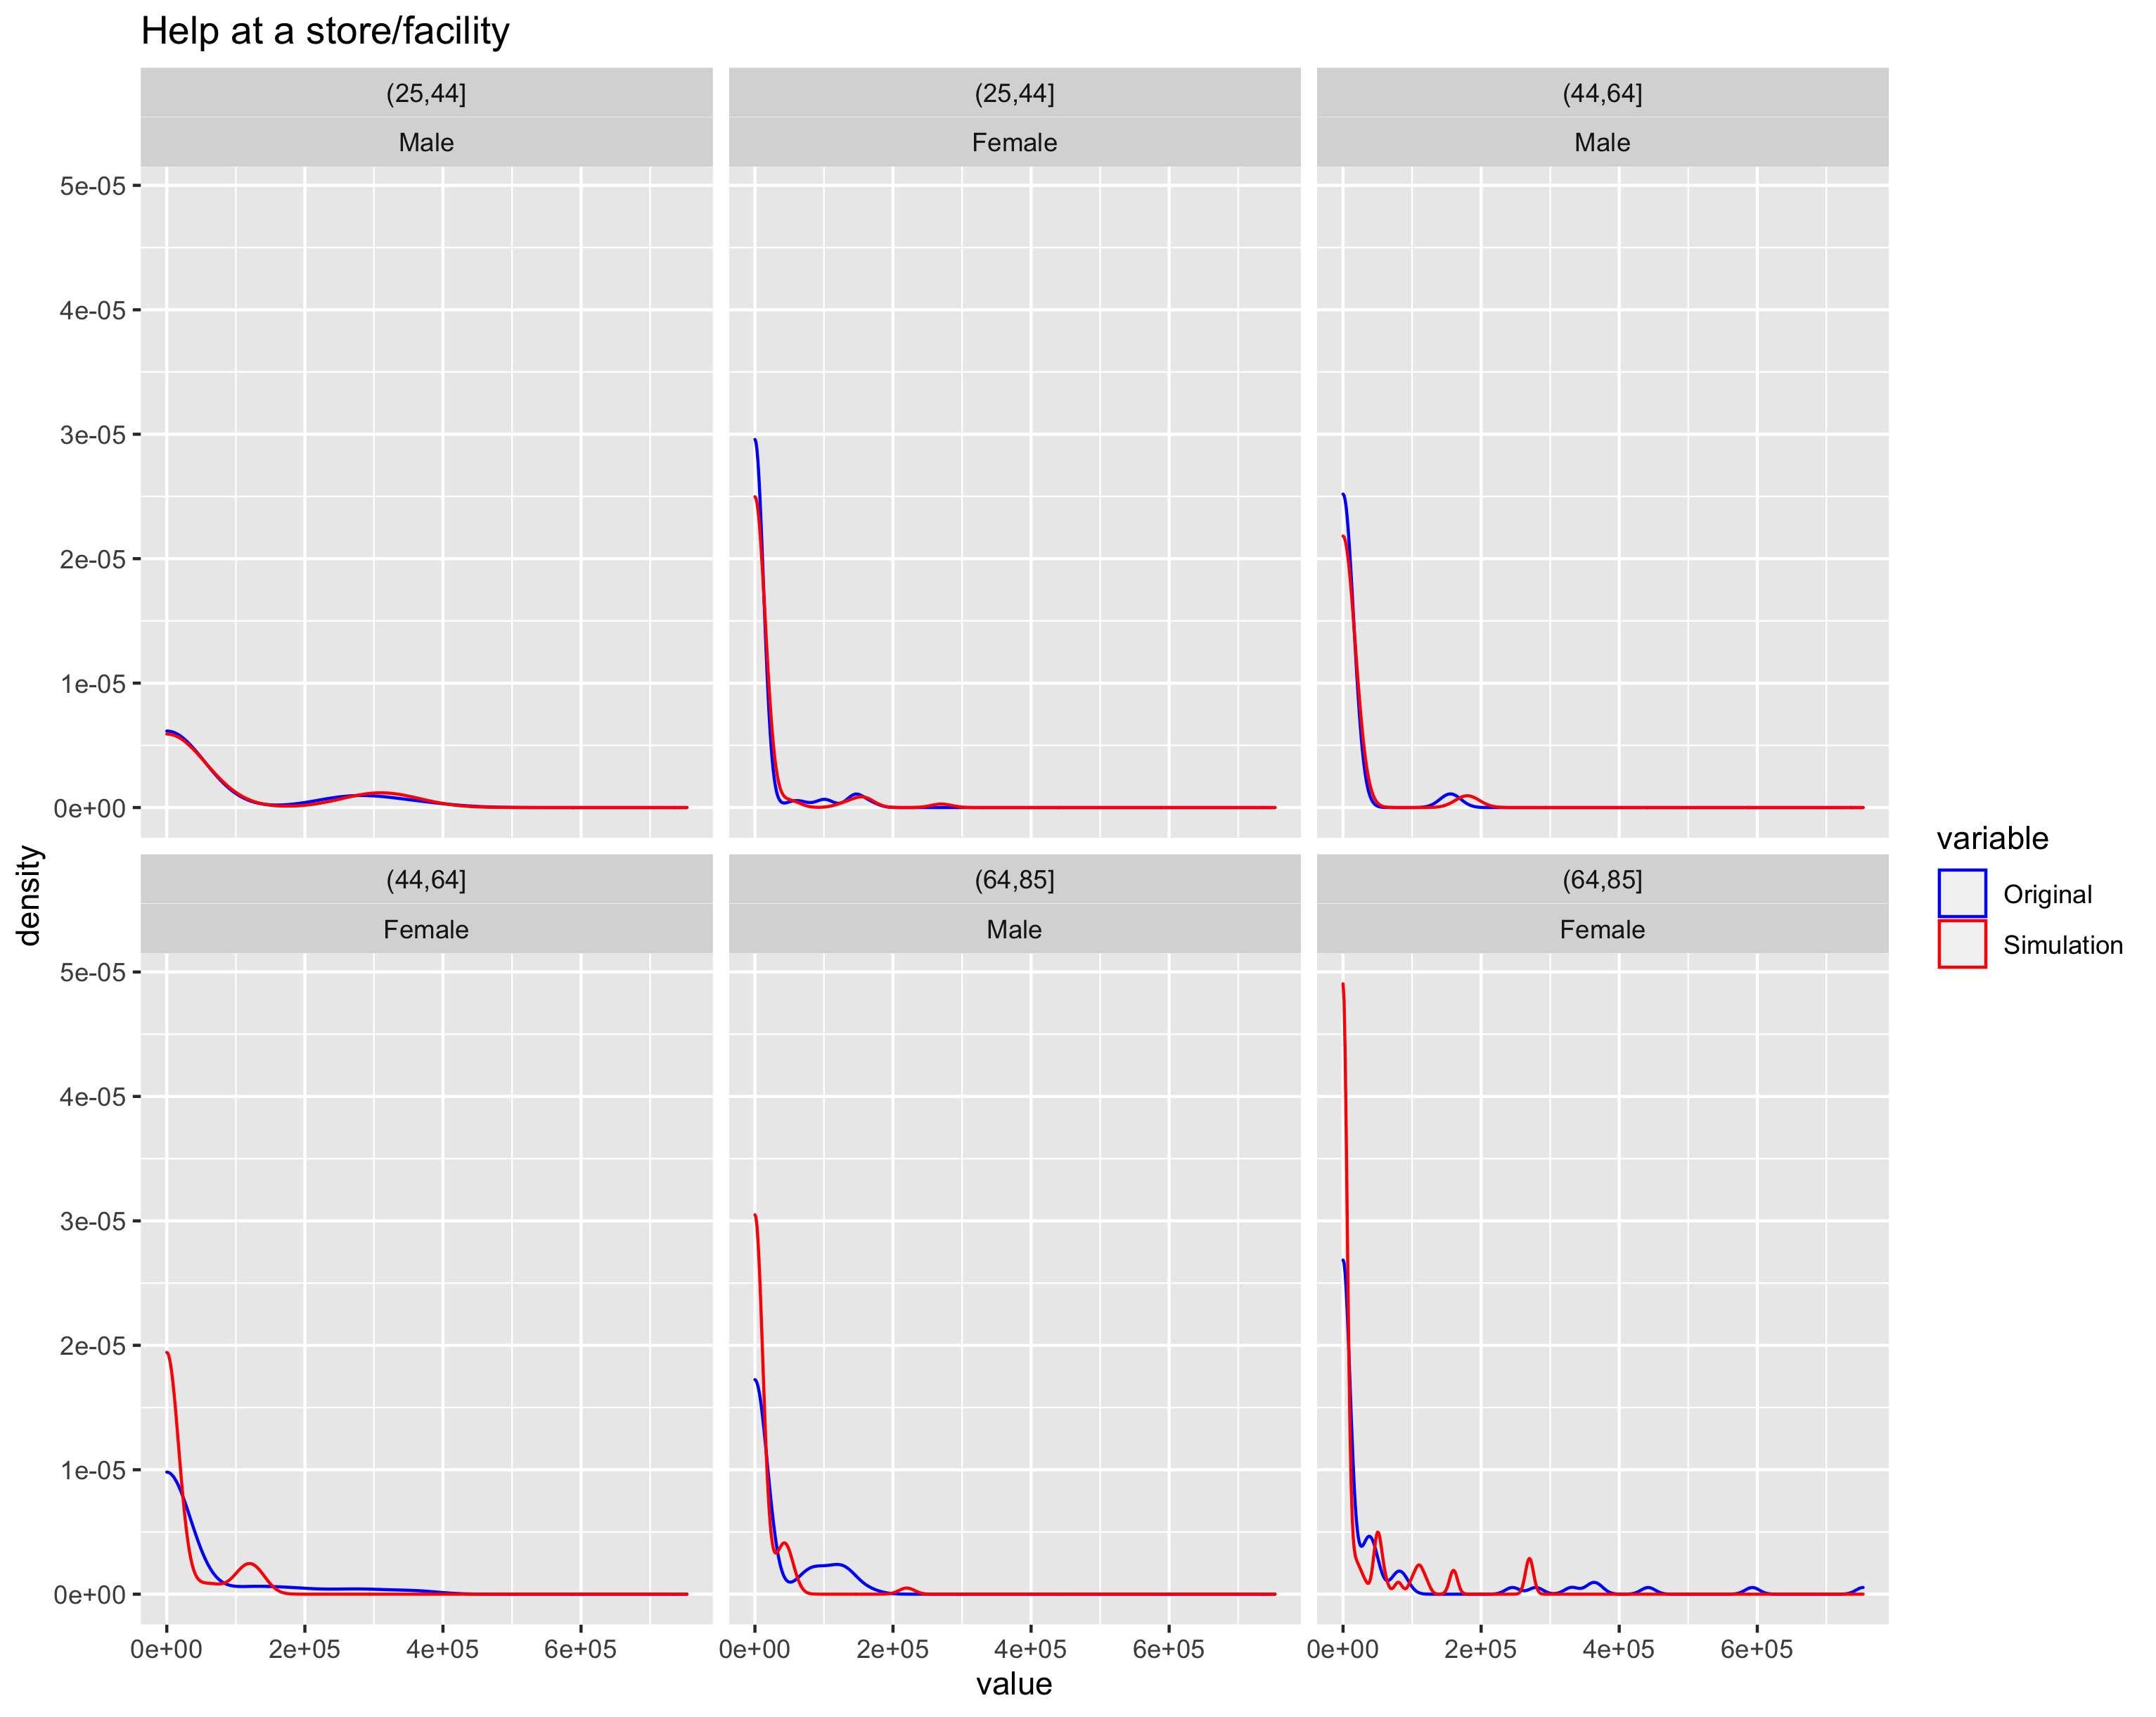 Help at a store/facility
(25,44]
Male
(25,44]
Female
(44,64]
Male
5e-05
4e-05
3e-05
2e-05
1e-05
0e+00
density
(44,64]
Female
(64,85]
Male
(64,85]
Female
5e-05
4e-05
3e-05
2e-05
1e-05
0e+00
0e+00 2e+05 4e+05 6e+05
0e+00 2e+05 4e+05 6e+05
0e+00 2e+05 4e+05 6e+05
value
variable
Original
Simulation